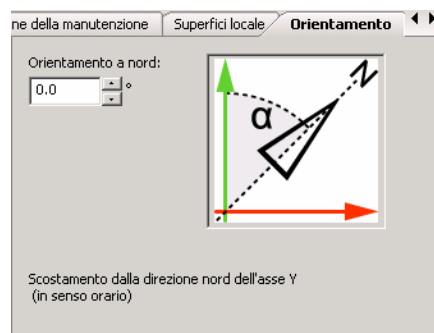 ne della manutenzione
Superfici locale
Orientamento
Orientamento a nord:
0.0
°
α
N
Scostamento dalla direzione nord dell'asse Y
(in senso orario)